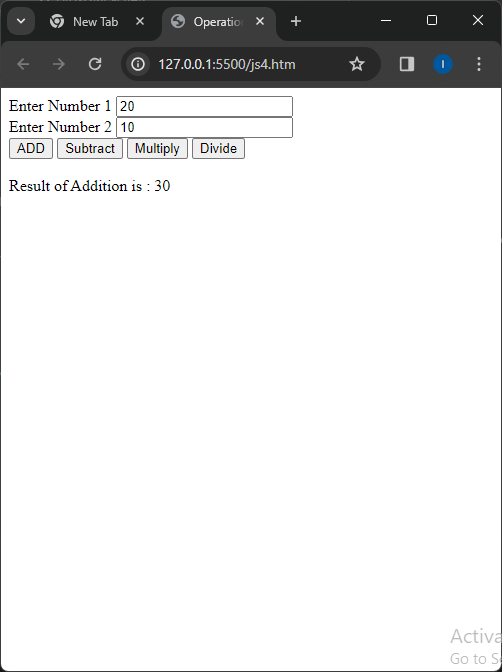 New Tab
Operation
127.0.0.1:5500/js4.htm
I
Enter Number 1 20
Enter Number 2 10
ADD Subtract Multiply Divide
Result of Addition is : 30
Activa
Go to S